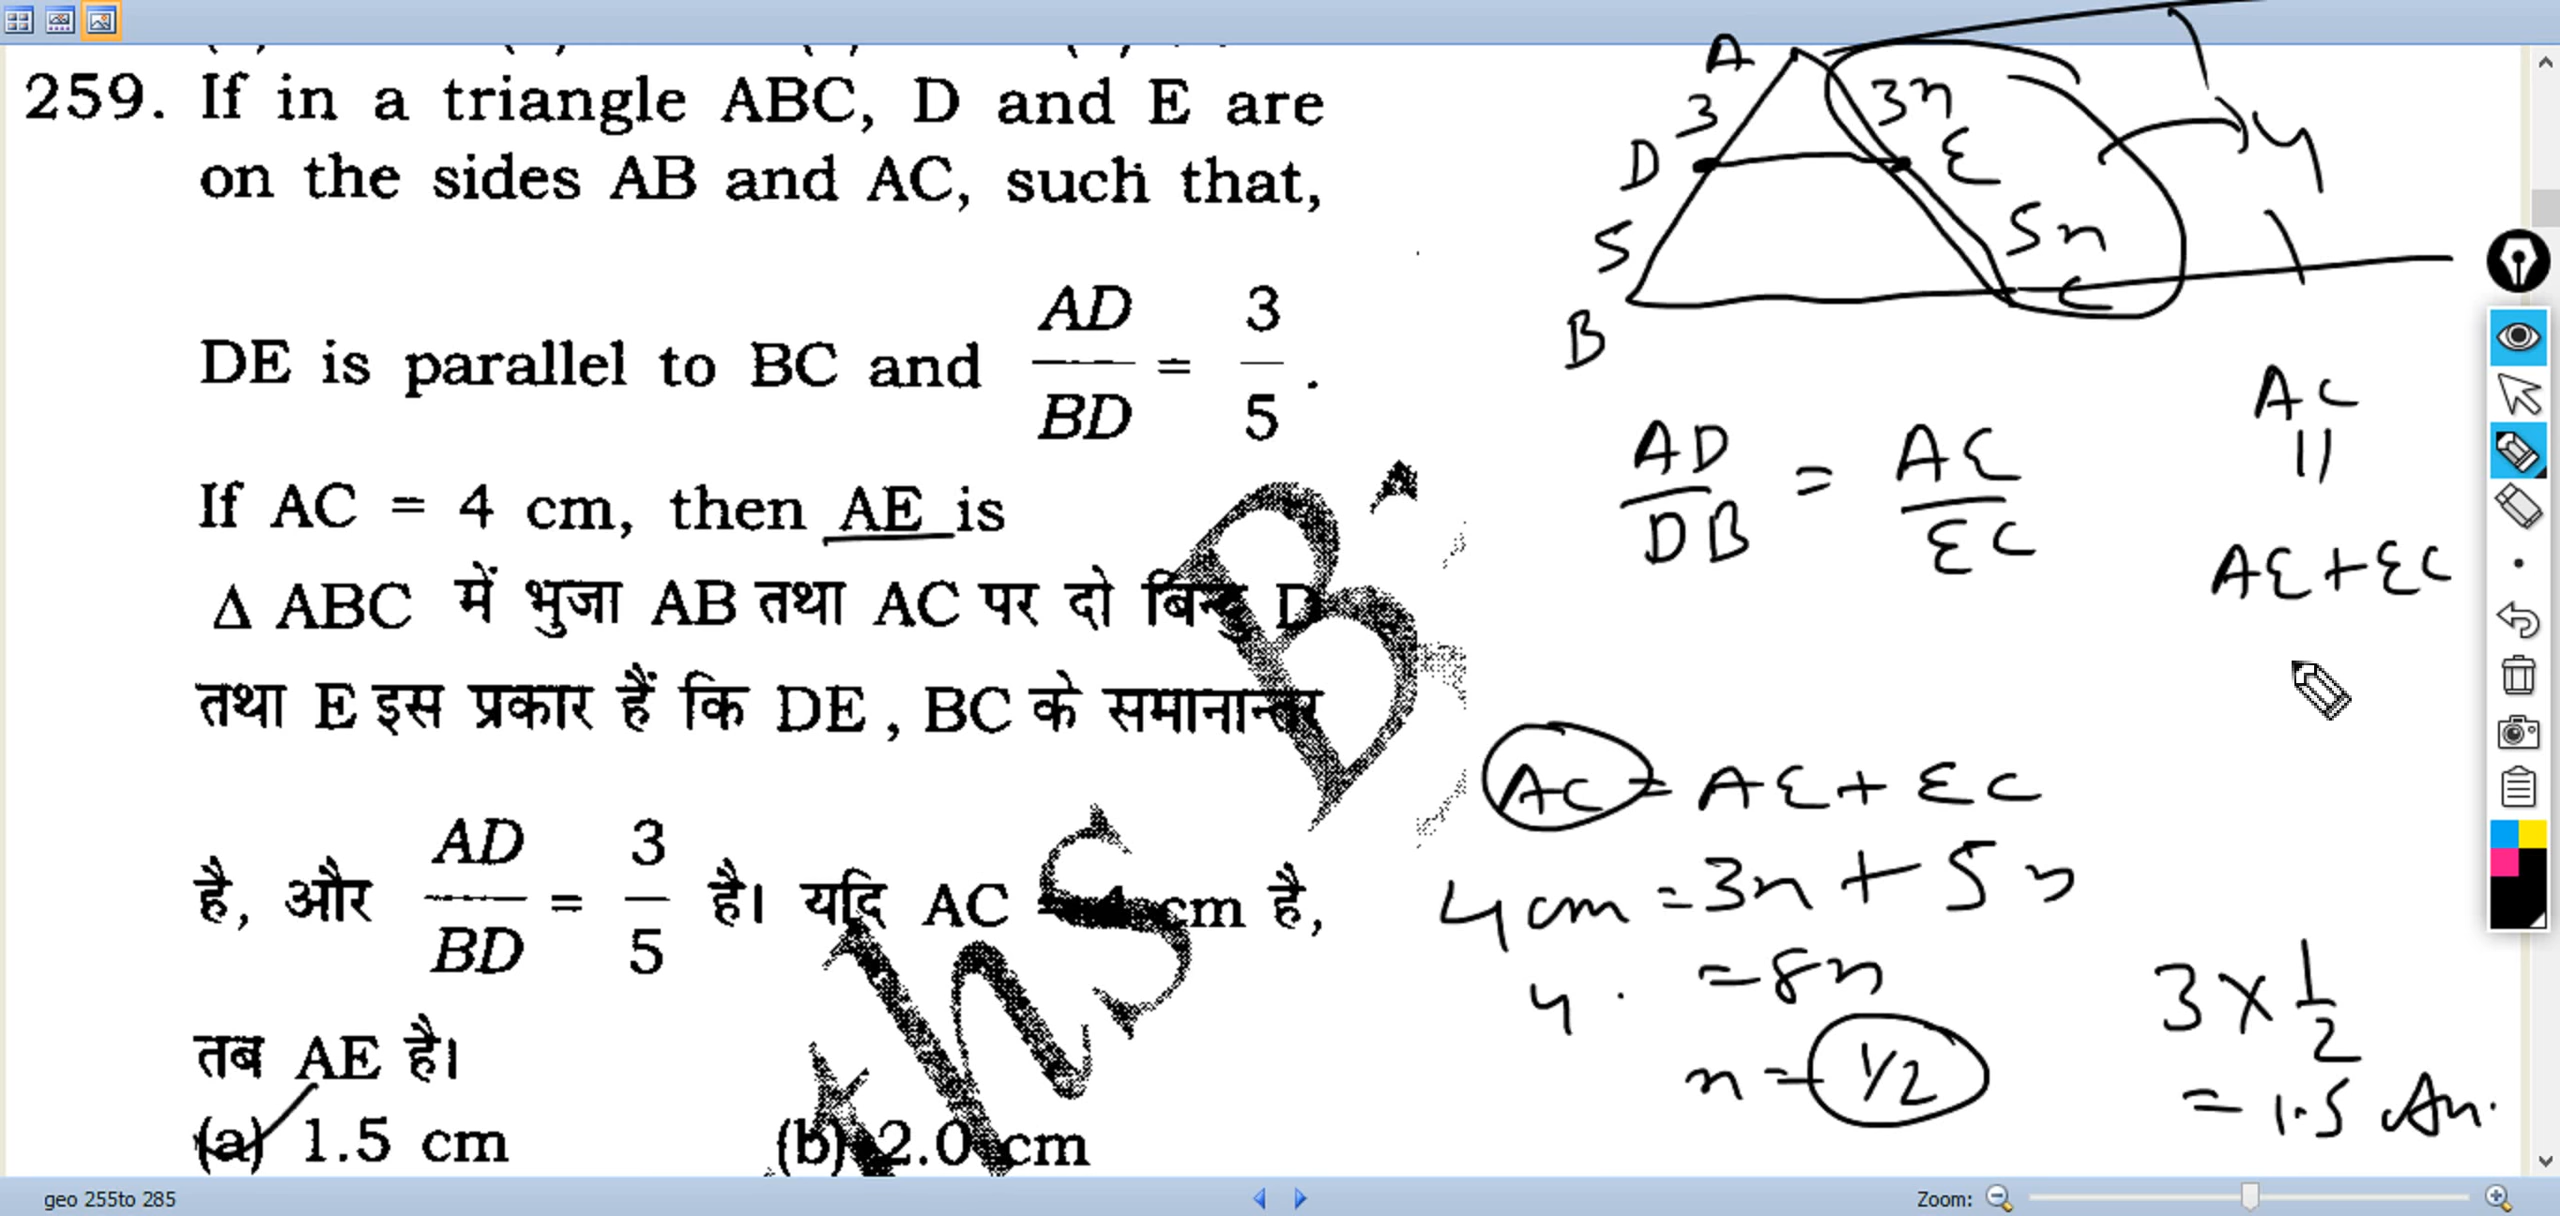 259. If in a triangle ABC, D and E are
on the sides AB and AC, such that,
DE is parallel to BC and AD/BD = 3/5.
If AC = 4 cm, then AE is
Δ ABC में भुजा AB तथा AC पर दो बिन्दु D
तथा E इस प्रकार हैं कि DE , BC के समानान्तर
है, और AD/BD = 3/5 है। यदि AC = 4 cm है,
तब AE है।
(a) 1.5 cm (b) 2.0 cm
A
3
3n
D
E
4
5
5n
B
C
AD/DB = AE/EC
AC
||
AE+EC
AC = AE + EC
4cm = 3n + 5n
4 = 8n
n = 1/2
3 × 1/2
= 1.5 An.
geo 255to 285
Zoom: